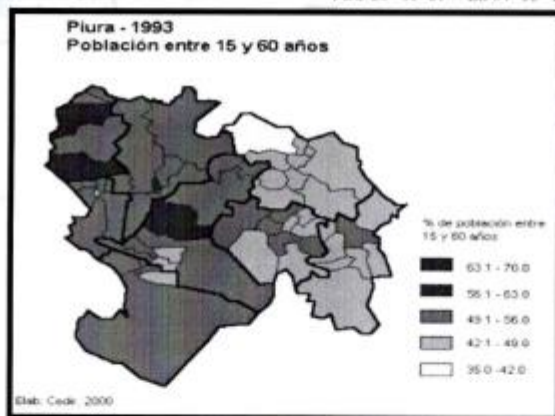 Piura - 1993
Población entre 15 y 60 años
% de población entre
15 y 60 años
63.1 - 70.0
56.1 - 63.0
49.1 - 56.0
42.1 - 49.0
35.0 - 42.0
Elab: Cedir. 2000